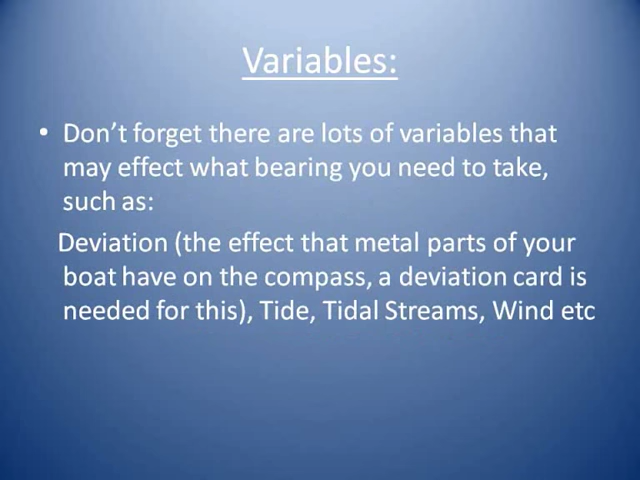 Variables:
• Don’t forget there are lots of variables that
may effect what bearing you need to take,
such as:
Deviation (the effect that metal parts of your
boat have on the compass, a deviation card is
needed for this), Tide, Tidal Streams, Wind etc